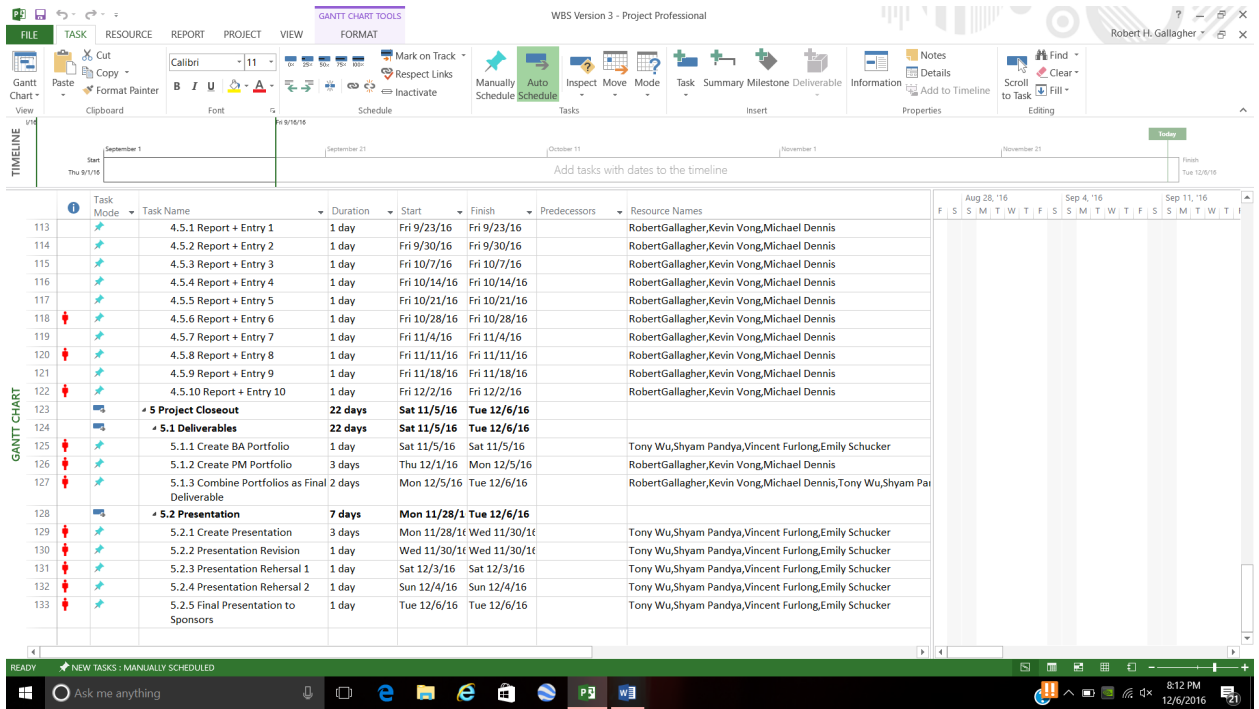 GANTT CHART TOOLS
WBS Version 3 - Project Professional
?
FILE TASK RESOURCE REPORT PROJECT VIEW FORMAT
Robert H. Gallagher
Gantt Chart
View
Paste
Cut
Copy
Format Painter
Clipboard
Calibri 11
B I U A
Font
0x 25x 50x 75x 100x
Mark on Track
Respect Links
Inactivate
Schedule
Manually Schedule
Auto Schedule
Inspect
Move
Mode
Tasks
Task
Summary
Milestone
Deliverable
Insert
Information
Notes
Details
Add to Timeline
Properties
Scroll to Task
Find
Clear
Fill
Editing
TIMELINE
1/16
Fri 9/16/16
Today
September 1 September 21 October 11 November 1 November 21
Start
Thu 9/1/16
Add tasks with dates to the timeline
Finish
Tue 12/6/16
GANTT CHART
Task Mode Task Name Duration Start Finish Predecessors Resource Names
Aug 28, '16 Sep 4, '16 Sep 11, '16
F S S M T W T F S S M T W T F S S M T W T
113 4.5.1 Report + Entry 1 1 day Fri 9/23/16 Fri 9/23/16 RobertGallagher,Kevin Vong,Michael Dennis
114 4.5.2 Report + Entry 2 1 day Fri 9/30/16 Fri 9/30/16 RobertGallagher,Kevin Vong,Michael Dennis
115 4.5.3 Report + Entry 3 1 day Fri 10/7/16 Fri 10/7/16 RobertGallagher,Kevin Vong,Michael Dennis
116 4.5.4 Report + Entry 4 1 day Fri 10/14/16 Fri 10/14/16 RobertGallagher,Kevin Vong,Michael Dennis
117 4.5.5 Report + Entry 5 1 day Fri 10/21/16 Fri 10/21/16 RobertGallagher,Kevin Vong,Michael Dennis
118 4.5.6 Report + Entry 6 1 day Fri 10/28/16 Fri 10/28/16 RobertGallagher,Kevin Vong,Michael Dennis
119 4.5.7 Report + Entry 7 1 day Fri 11/4/16 Fri 11/4/16 RobertGallagher,Kevin Vong,Michael Dennis
120 4.5.8 Report + Entry 8 1 day Fri 11/11/16 Fri 11/11/16 RobertGallagher,Kevin Vong,Michael Dennis
121 4.5.9 Report + Entry 9 1 day Fri 11/18/16 Fri 11/18/16 RobertGallagher,Kevin Vong,Michael Dennis
122 4.5.10 Report + Entry 10 1 day Fri 12/2/16 Fri 12/2/16 RobertGallagher,Kevin Vong,Michael Dennis
123 5 Project Closeout 22 days Sat 11/5/16 Tue 12/6/16
124 5.1 Deliverables 22 days Sat 11/5/16 Tue 12/6/16
125 5.1.1 Create BA Portfolio 1 day Sat 11/5/16 Sat 11/5/16 Tony Wu,Shyam Pandya,Vincent Furlong,Emily Schucker
126 5.1.2 Create PM Portfolio 3 days Thu 12/1/16 Mon 12/5/16 RobertGallagher,Kevin Vong,Michael Dennis
127 5.1.3 Combine Portfolios as Final 2 days Mon 12/5/16 Tue 12/6/16 RobertGallagher,Kevin Vong,Michael Dennis,Tony Wu,Shyam Pa
Deliverable
128 5.2 Presentation 7 days Mon 11/28/1 Tue 12/6/16
129 5.2.1 Create Presentation 3 days Mon 11/28/16 Wed 11/30/16 Tony Wu,Shyam Pandya,Vincent Furlong,Emily Schucker
130 5.2.2 Presentation Revision 1 day Wed 11/30/16 Wed 11/30/16 Tony Wu,Shyam Pandya,Vincent Furlong,Emily Schucker
131 5.2.3 Presentation Rehersal 1 1 day Sat 12/3/16 Sat 12/3/16 Tony Wu,Shyam Pandya,Vincent Furlong,Emily Schucker
132 5.2.4 Presentation Rehersal 2 1 day Sun 12/4/16 Sun 12/4/16 Tony Wu,Shyam Pandya,Vincent Furlong,Emily Schucker
133 5.2.5 Final Presentation to 1 day Tue 12/6/16 Tue 12/6/16 Tony Wu,Shyam Pandya,Vincent Furlong,Emily Schucker
Sponsors
READY NEW TASKS : MANUALLY SCHEDULED
Ask me anything
8:12 PM
12/6/2016
21